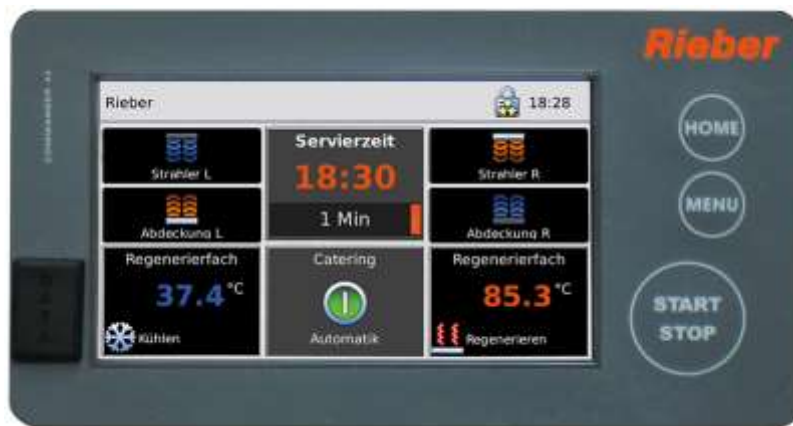 Rieber
Rieber
18:28
HOME
MENU
START
STOP
Strahler L
Servierzeit
18:30
1 Min
Strahler R
Abdeckung L
Abdeckung R
Regenerierfach
37.4 °C
Kühlen
Catering
Automatik
Regenerierfach
85.3 °C
Regenerieren